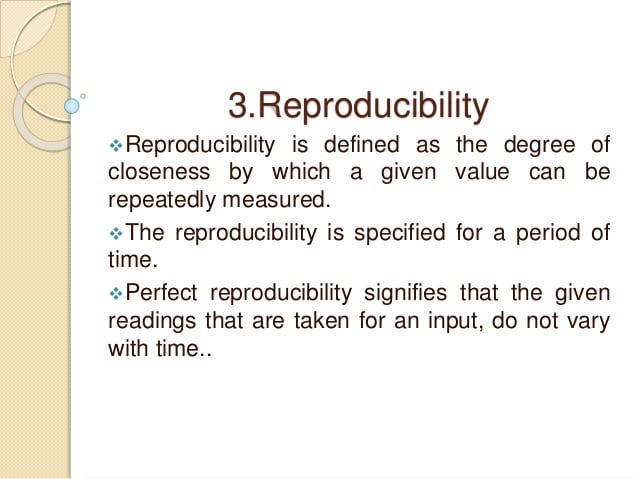 3.Reproducibility
❖Reproducibility is defined as the degree of
closeness by which a given value can be
repeatedly measured.
❖The reproducibility is specified for a period of
time.
❖Perfect reproducibility signifies that the given
readings that are taken for an input, do not vary
with time..